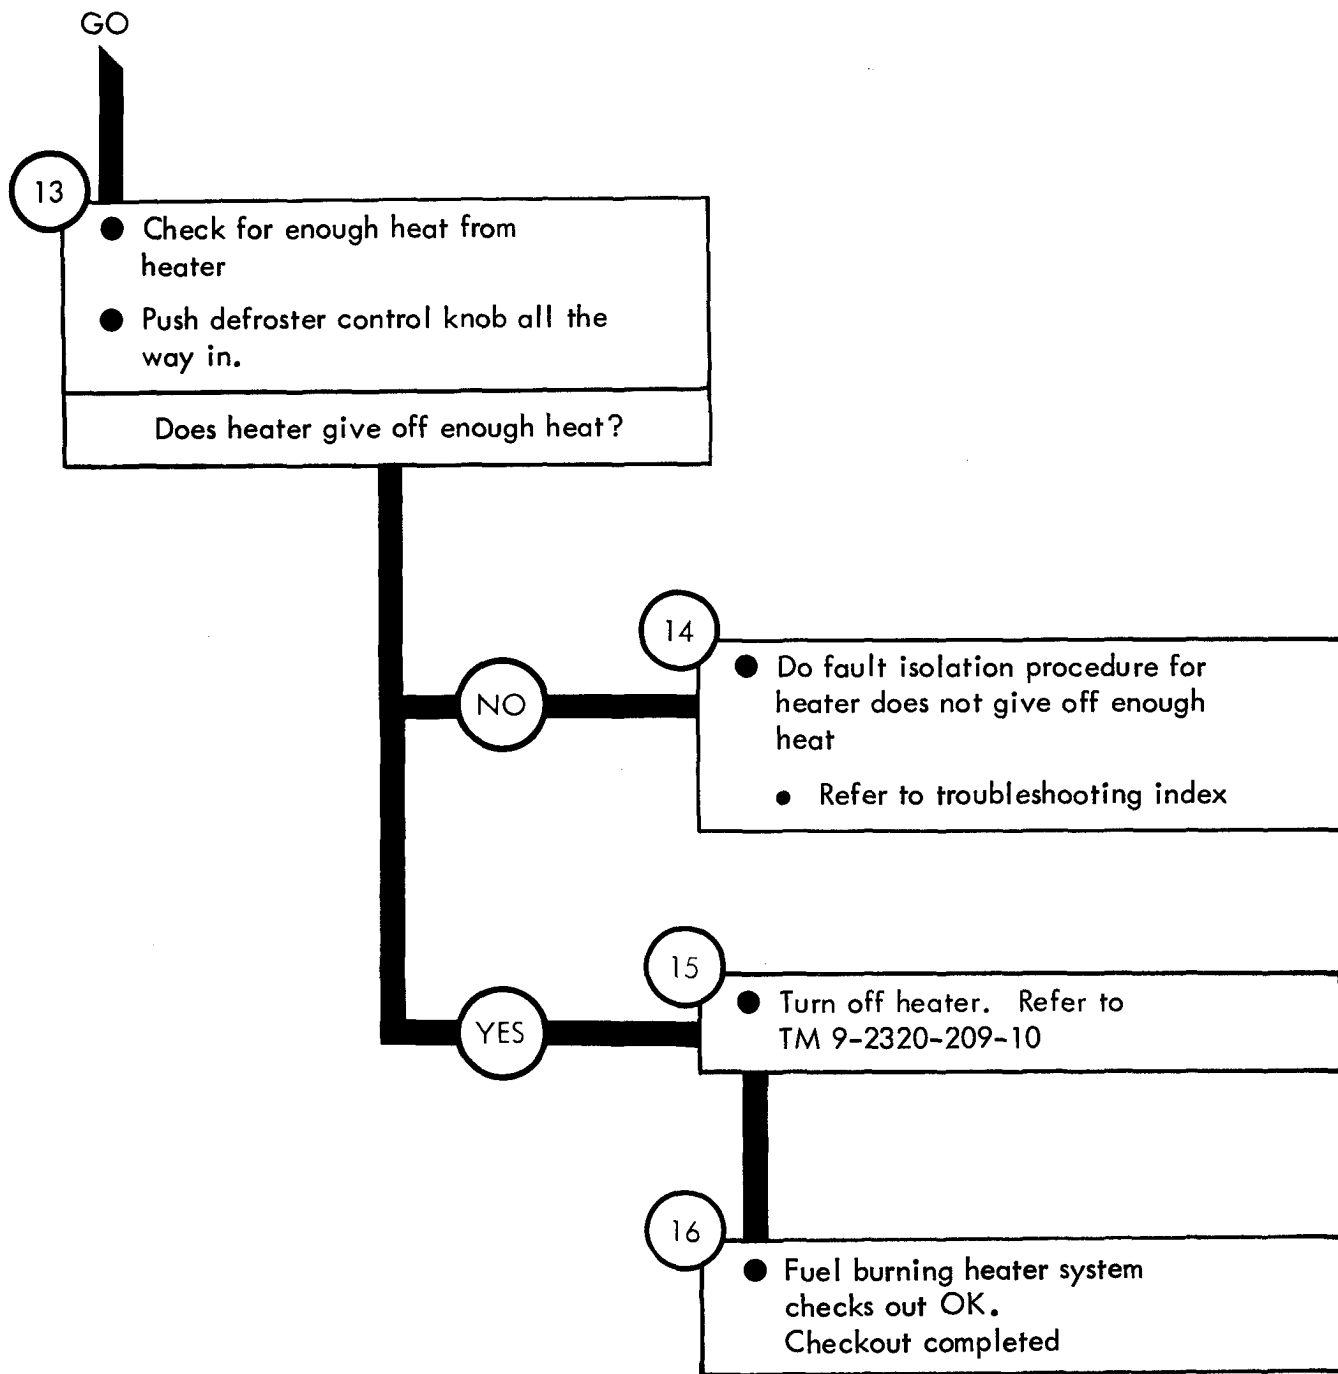 GO
13
● Check for enough heat from
heater
● Push defroster control knob all the
way in.
Does heater give off enough heat?
14
NO
● Do fault isolation procedure for
heater does not give off enough
heat
● Refer to troubleshooting index
15
YES
● Turn off heater. Refer to
TM 9-2320-209-10
16
● Fuel burning heater system
checks out OK.
Checkout completed